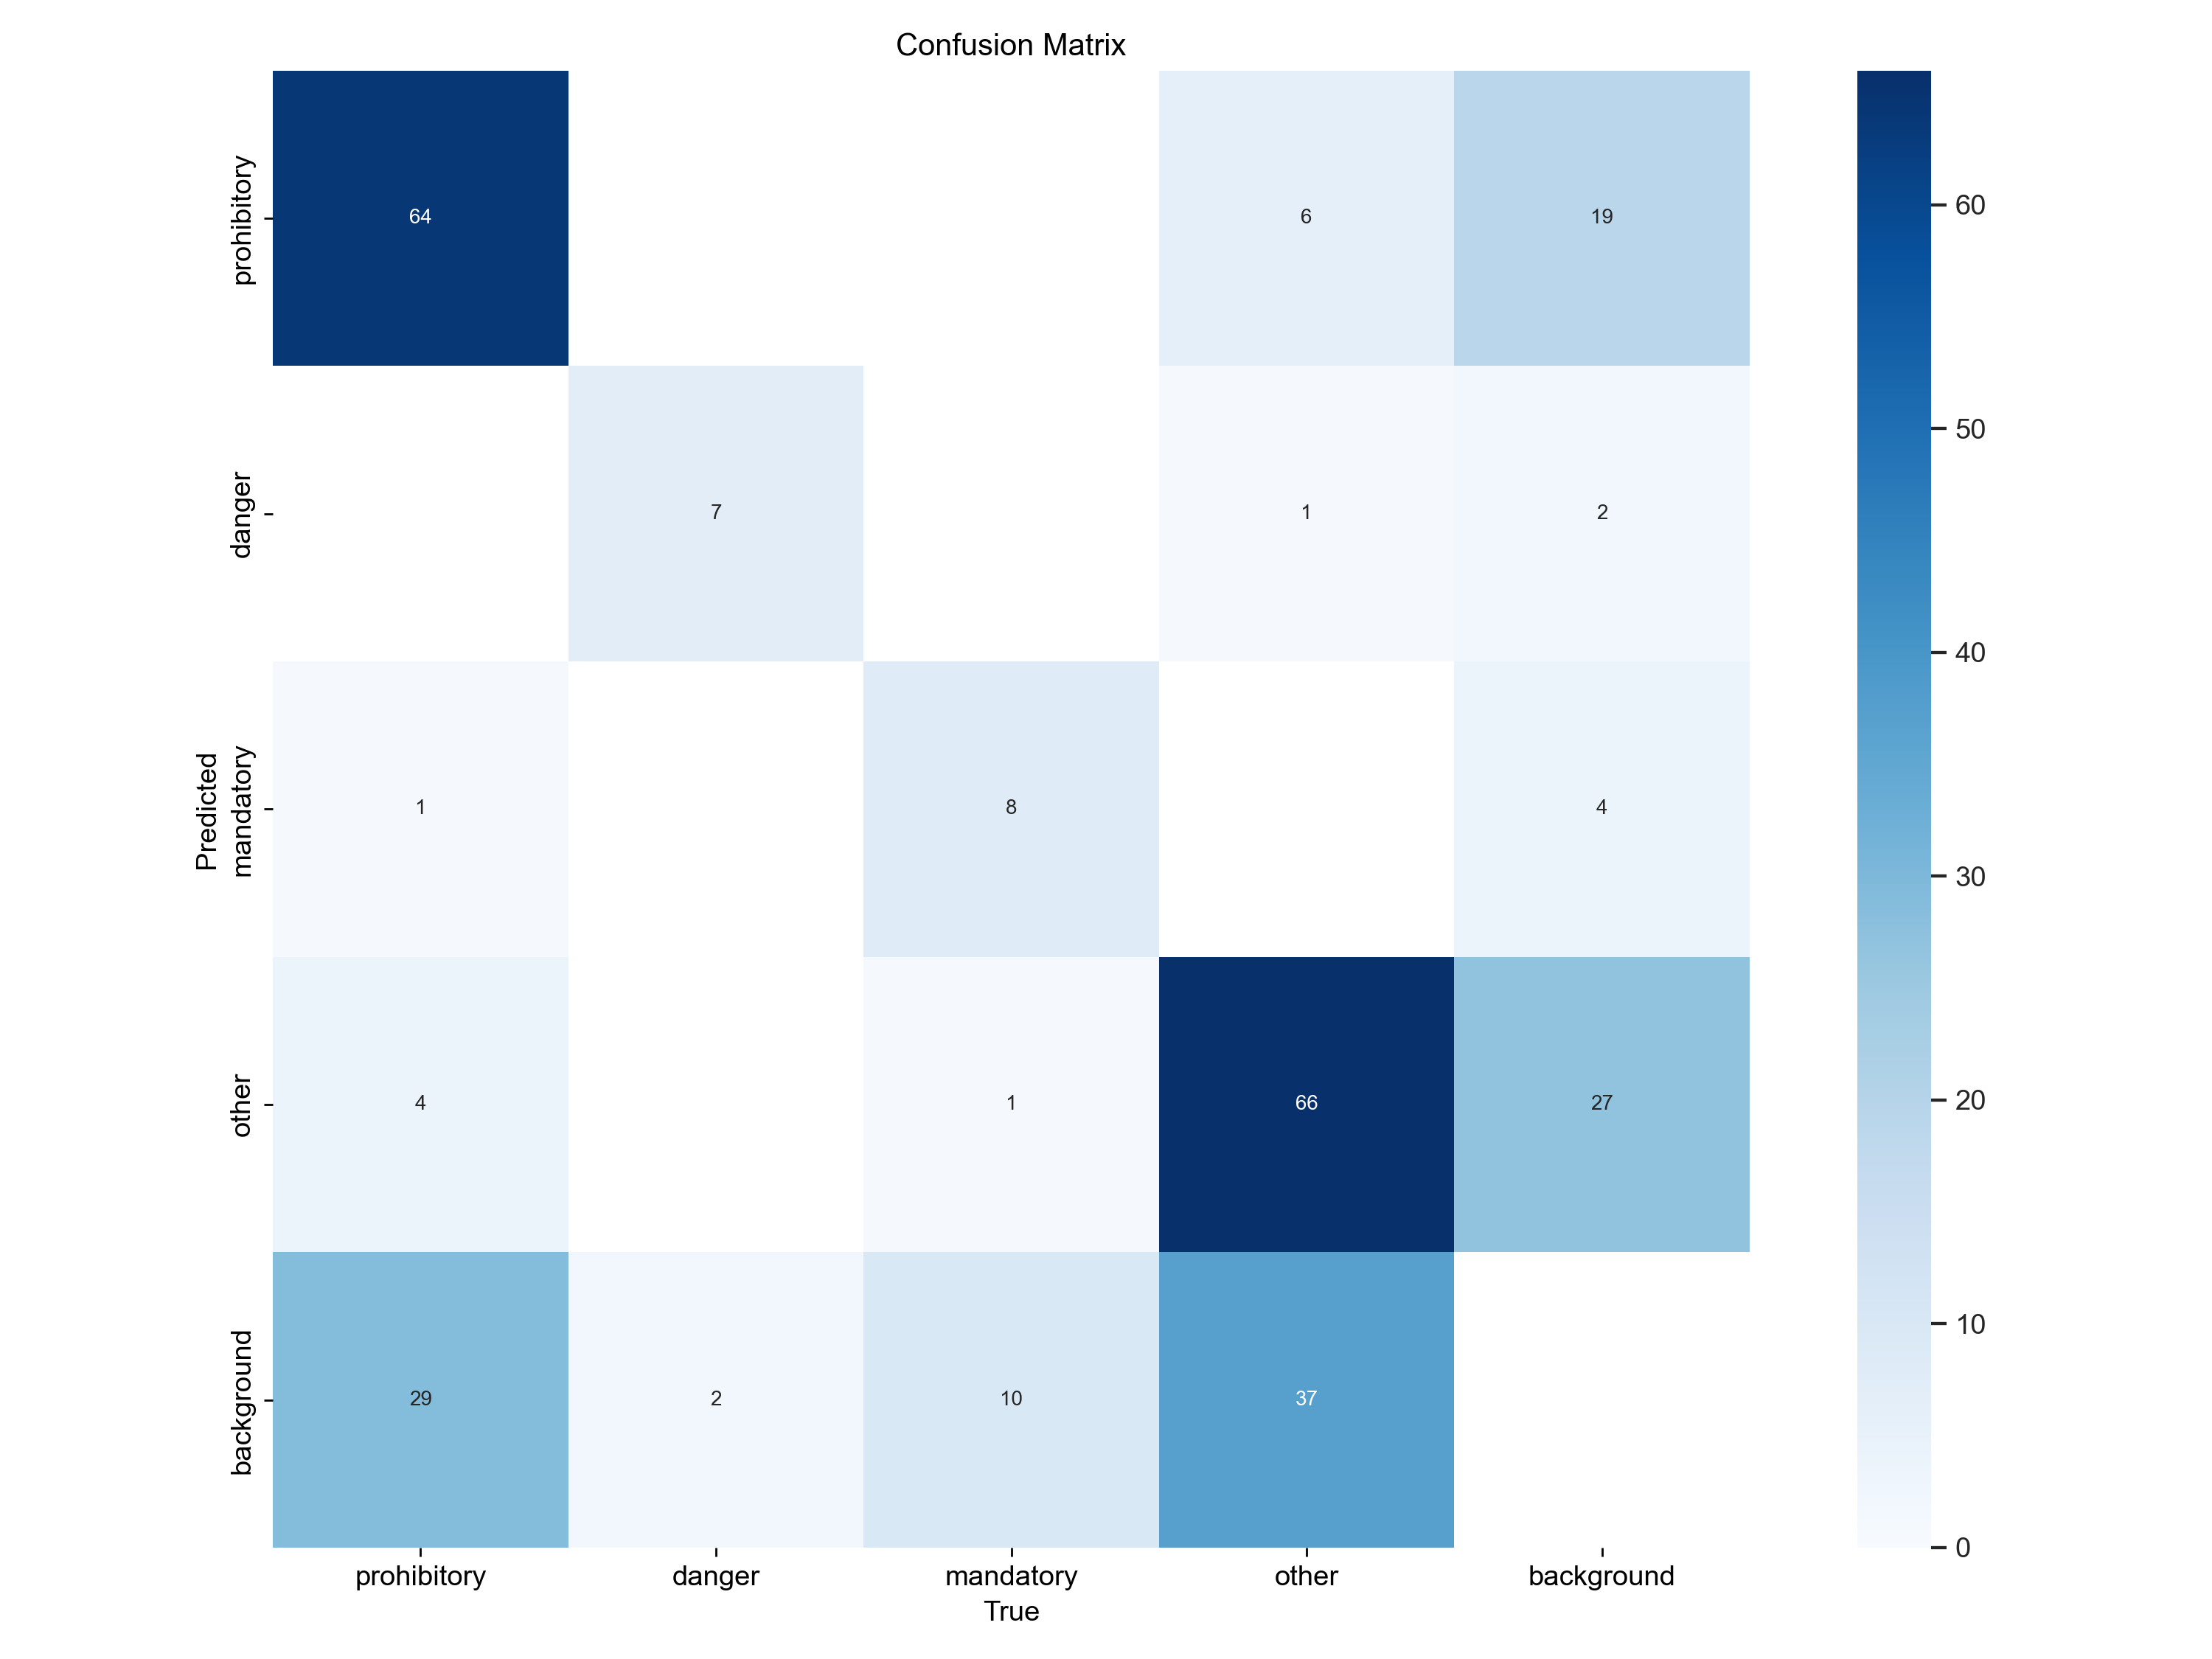 Confusion Matrix
prohibitory
64
6
19
60
50
danger
7
1
2
40
Predicted
mandatory
1
8
4
30
other
4
1
66
27
20
background
29
2
10
37
10
0
prohibitory
danger
mandatory
other
background
True